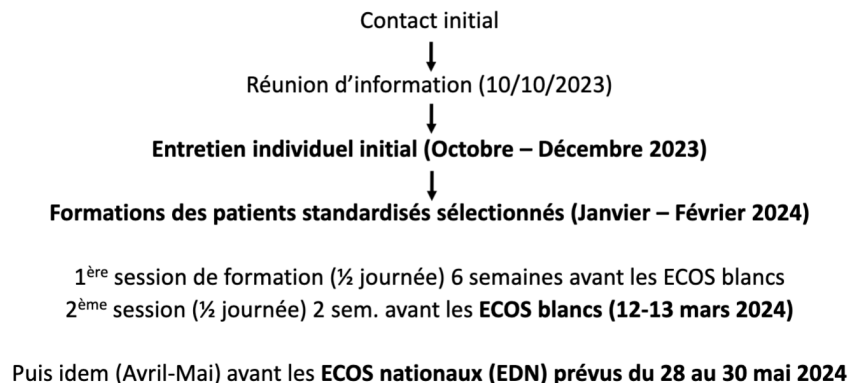 Contact initial
Réunion d’information (10/10/2023)
Entretien individuel initial (Octobre – Décembre 2023)
Formations des patients standardisés sélectionnés (Janvier – Février 2024)
1ère session de formation (½ journée) 6 semaines avant les ECOS blancs
2ème session (½ journée) 2 sem. avant les ECOS blancs (12-13 mars 2024)
Puis idem (Avril-Mai) avant les ECOS nationaux (EDN) prévus du 28 au 30 mai 2024